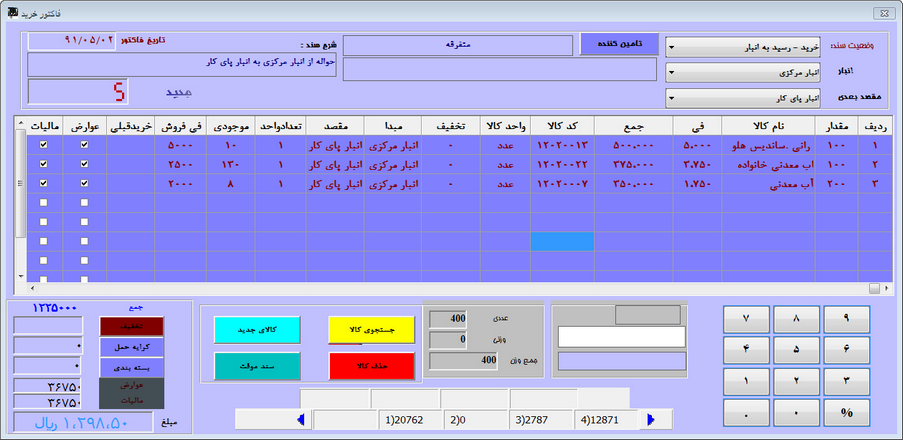 فاکتور خرید
وضعیت سند: خرید - رسید به انبار
تامین کننده متفرقه
شرح سند :
تاریخ فاکتور ۹۱/۰۵/۰۲
انبار انبار مرکزی
حواله از انبار مرکزی به انبار پای کار
مقصد بعدی انبار پای کار
جدید 5
ردیف مقدار نام کالا فی جمع کد کالا واحد کالا تخفیف مبدا مقصد تعدادواحد موجودی فی فروش خریدقبلی عوارض مالیات
۱ ۱۰۰ رانی .ساندیس هلو ۵.۰۰۰ ۵۰۰.۰۰۰ ۱۲۰۲۰۰۱۳ عدد - انبار مرکزی انبار پای کار ۱ ۱۰ ۵۰۰۰
۲ ۱۰۰ اب معدنی خانواده ۳.۷۵۰ ۳۷۵.۰۰۰ ۱۲۰۲۰۰۲۲ عدد - انبار مرکزی انبار پای کار ۱ ۱۳۰ ۲۵۰۰
۳ ۲۰۰ آب معدنی ۱.۷۵۰ ۳۵۰.۰۰۰ ۱۲۰۲۰۰۰۷ عدد - انبار مرکزی انبار پای کار ۱ ۸ ۲۰۰۰
۷ ۸ ۹
۴ ۵ ۶
۱ ۲ ۳
. ۰ %
عددی 400
وزنی 0
جمع وزن 400
جستجوی کالا کالای جدید
حذف کالا سند موقت
1)20762 2)0 3)2787 4)12871
جمع ۱۲۲۵۰۰۰
تخفیف
کرایه حمل ۰
بسته بندی ۰
عوارض ۳۶۷۵۰
مالیات ۳۶۷۵۰
مبلغ ۱,۲۹۸,۵۰۰ ریال